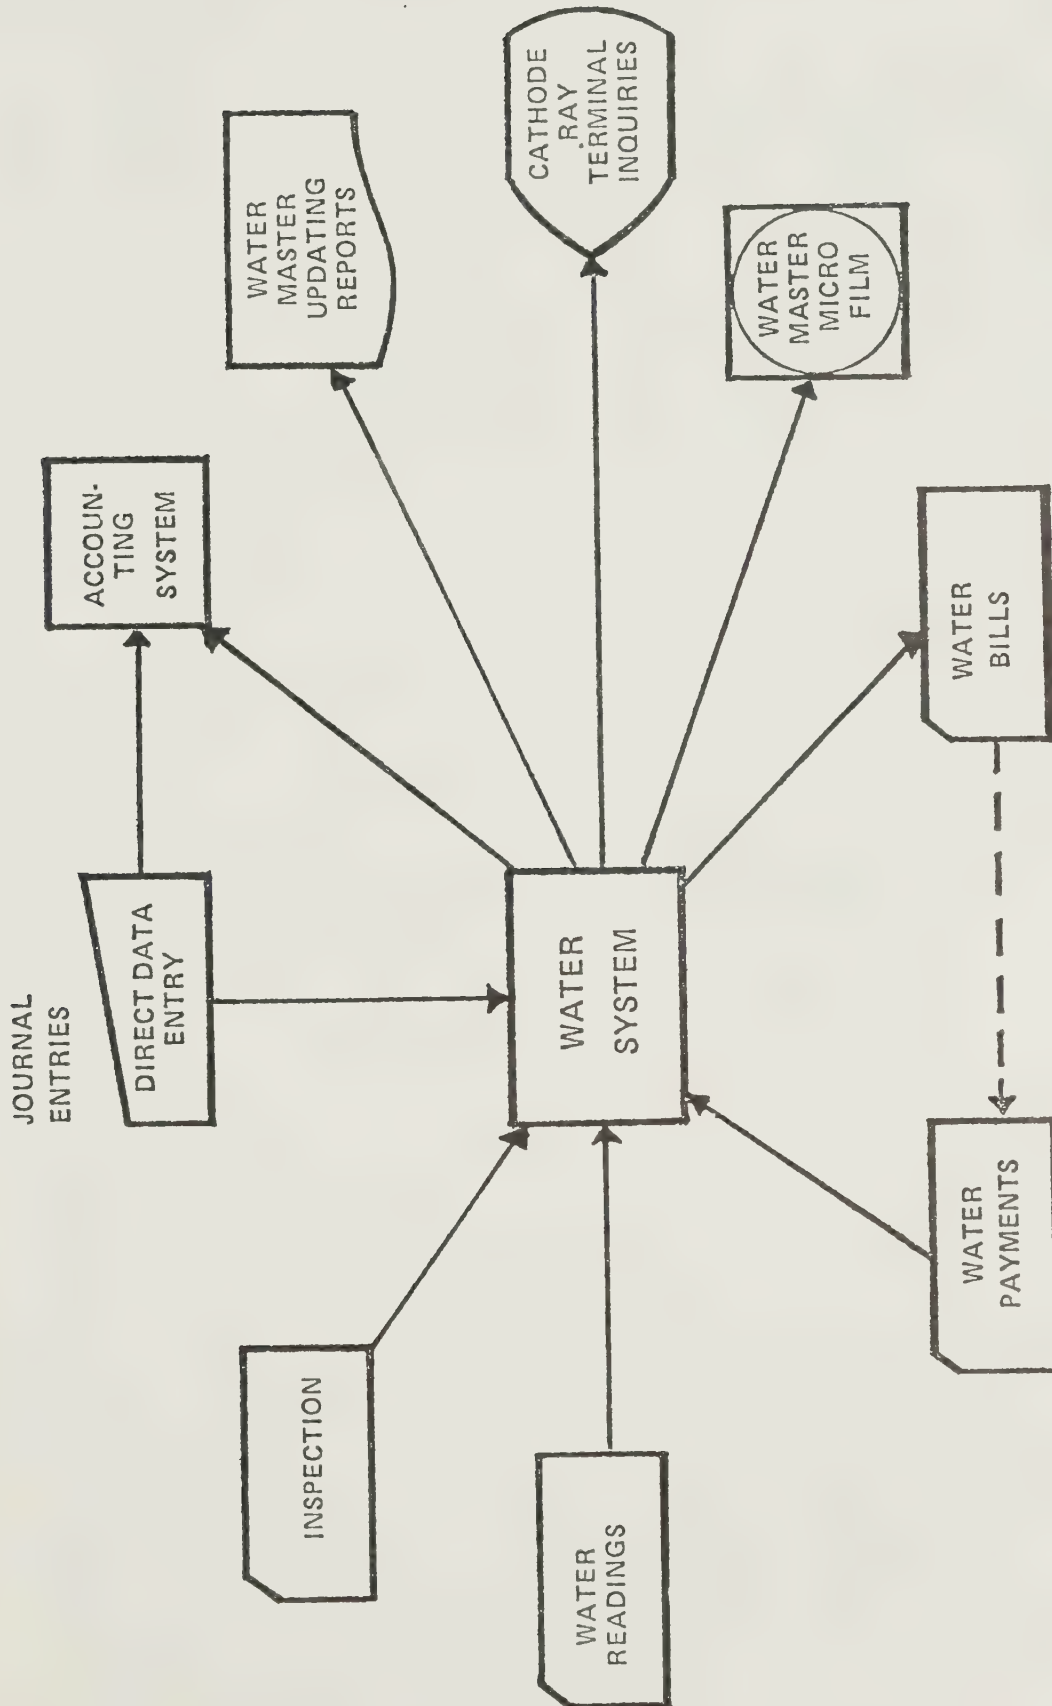 JOURNAL
ENTRIES
DIRECT DATA
ENTRY
ACCOUN-
TING
SYSTEM
WATER
MASTER
UPDATING
REPORTS
CATHODE
RAY
TERMINAL
INQUIRIES
INSPECTION
WATER
SYSTEM
WATER
MASTER
MICRO
FILM
WATER
READINGS
WATER
PAYMENTS
WATER
BILLS